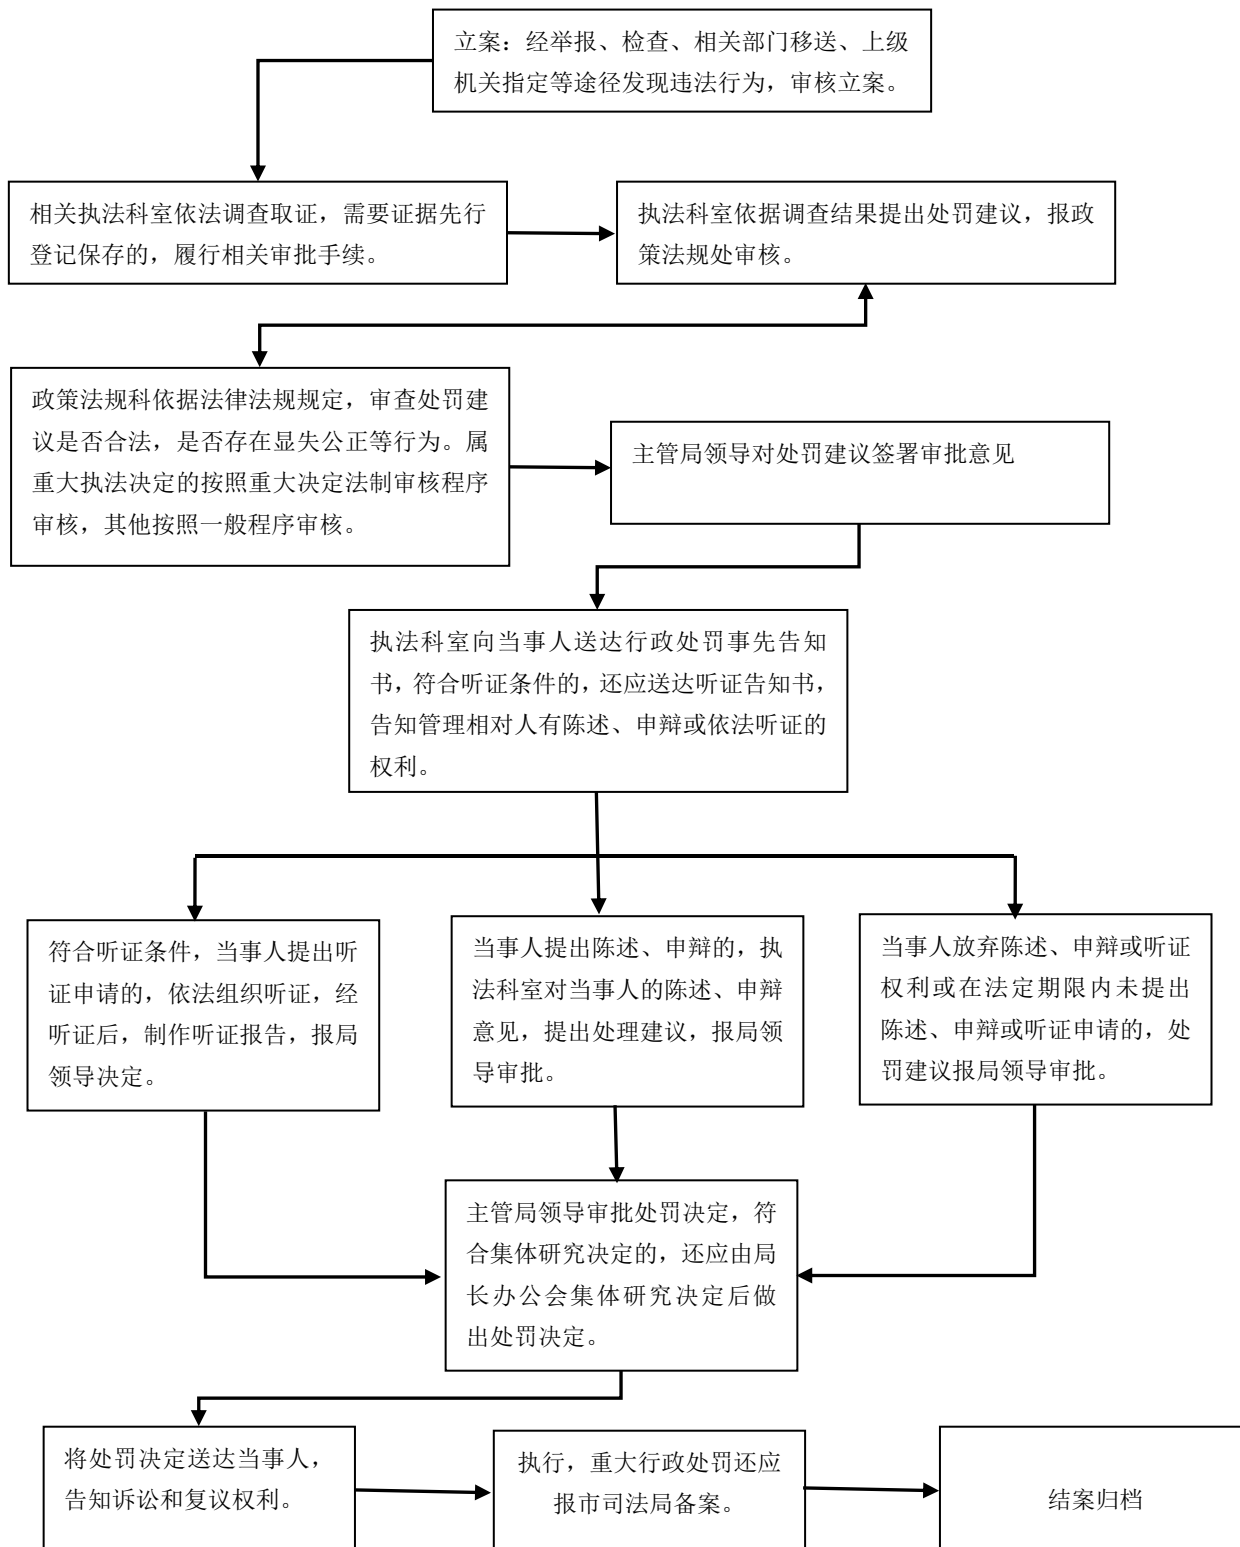 立案：经举报、检查、相关部门移送、上级
机关指定等途径发现违法行为，审核立案。
相关执法科室依法调查取证，需要证据先行
登记保存的，履行相关审批手续。
执法科室依据调查结果提出处罚建议，报政
策法规处审核。
政策法规科依据法律法规规定，审查处罚建
议是否合法，是否存在显失公正等行为。属
重大执法决定的按照重大决定法制审核程序
审核，其他按照一般程序审核。
主管局领导对处罚建议签署审批意见
执法科室向当事人送达行政处罚事先告知
书，符合听证条件的，还应送达听证告知书，
告知管理相对人有陈述、申辩或依法听证的
权利。
符合听证条件，当事人提出听
证申请的，依法组织听证，经
听证后，制作听证报告，报局
领导决定。
当事人提出陈述、申辩的，执
法科室对当事人的陈述、申辩
意见，提出处理建议，报局领
导审批。
当事人放弃陈述、申辩或听证
权利或在法定期限内未提出
陈述、申辩或听证申请的，处
罚建议报局领导审批。
主管局领导审批处罚决定，符
合集体研究决定的，还应由局
长办公会集体研究决定后做
出处罚决定。
将处罚决定送达当事人，
告知诉讼和复议权利。
执行，重大行政处罚还应
报市司法局备案。
结案归档